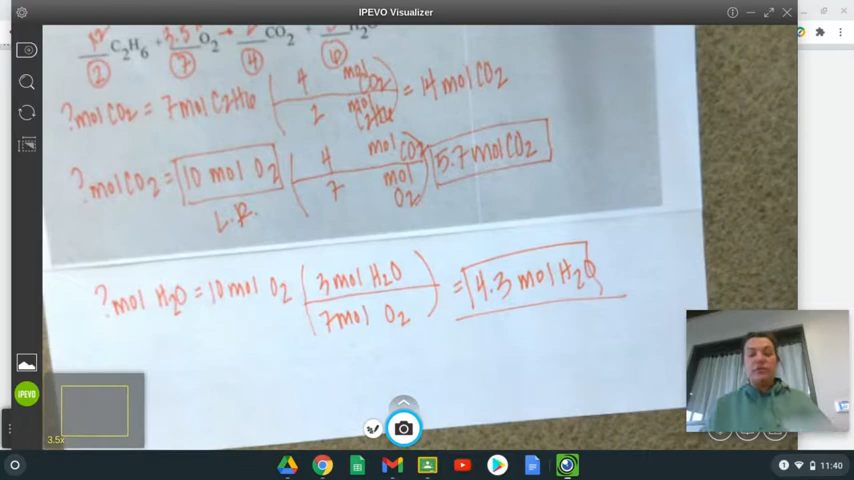 IPEVO Visualizer
C₂H₆ + 3.5 O₂ → CO₂ +
2 7 4 6
?mol CO₂ = 7 mol C₂H₆ (4 mol CO₂ / 2 mol C₂H₆) = 14 mol CO₂
?mol CO₂ = 10 mol O₂ (4 mol CO₂ / 7 mol O₂) 5.7 mol CO₂
L.R.
?mol H₂O = 10 mol O₂ (3 mol H₂O / 7 mol O₂) = 4.3 mol H₂O
IPEVO
3.5x
1 11:40